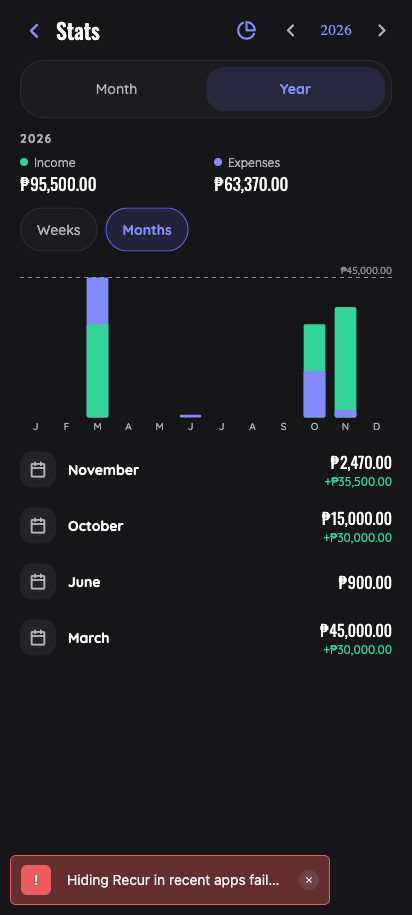 Stats
2026
Month
Year
2026
Income
Expenses
₱95,500.00
₱63,370.00
Weeks
Months
₱45,000.00
J F M A M J J A S O N D
November
₱2,470.00
+₱35,500.00
October
₱15,000.00
+₱30,000.00
June
₱900.00
March
₱45,000.00
+₱30,000.00
! Hiding Recur in recent apps fail...